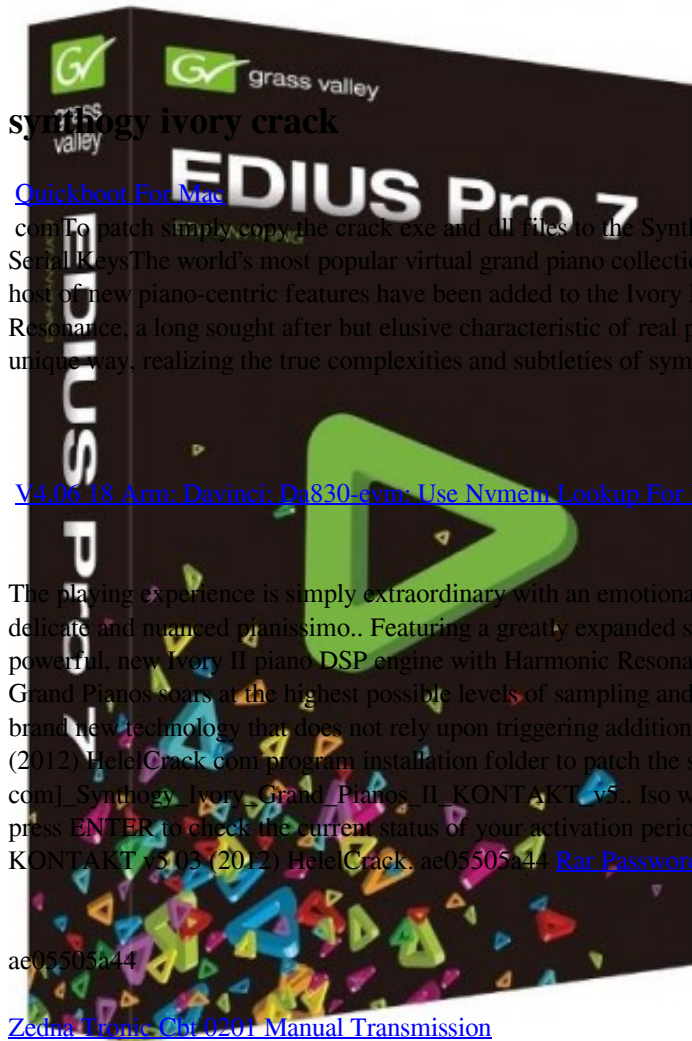 grass valley
synthogy ivory crack
grass
valley
EDIUS Pro 7
Quickboot For Mac
comTo patch simply copy the crack exe and dll files to the Synth
Serial KeysThe world's most popular virtual grand piano collectio
host of new piano-centric features have been added to the Ivory
Resonance, a long sought after but elusive characteristic of real p
unique way, realizing the true complexities and subtleties of sym
EDIUS Pro 7
V4.06 18 Arm: Davinci: Da830-evm: Use Nvmem Lookup For
The playing experience is simply extraordinary with an emotiona
delicate and nuanced pianissimo.. Featuring a greatly expanded s
powerful, new Ivory II piano DSP engine with Harmonic Resona
Grand Pianos soars at the highest possible levels of sampling and
brand new technology that does not rely upon triggering addition
(2012) HelelCrack com program installation folder to patch the s
com]_Synthogy_Ivory_Grand_Pianos_II_KONTAKT_v5.. Iso w
press ENTER to check the current status of your activation perio
KONTAKT v5 03 (2012) HelelCrack. ae05505a44 Rar Password
ae05505a44
Zedna Tronic Cbt 0201 Manual Transmission